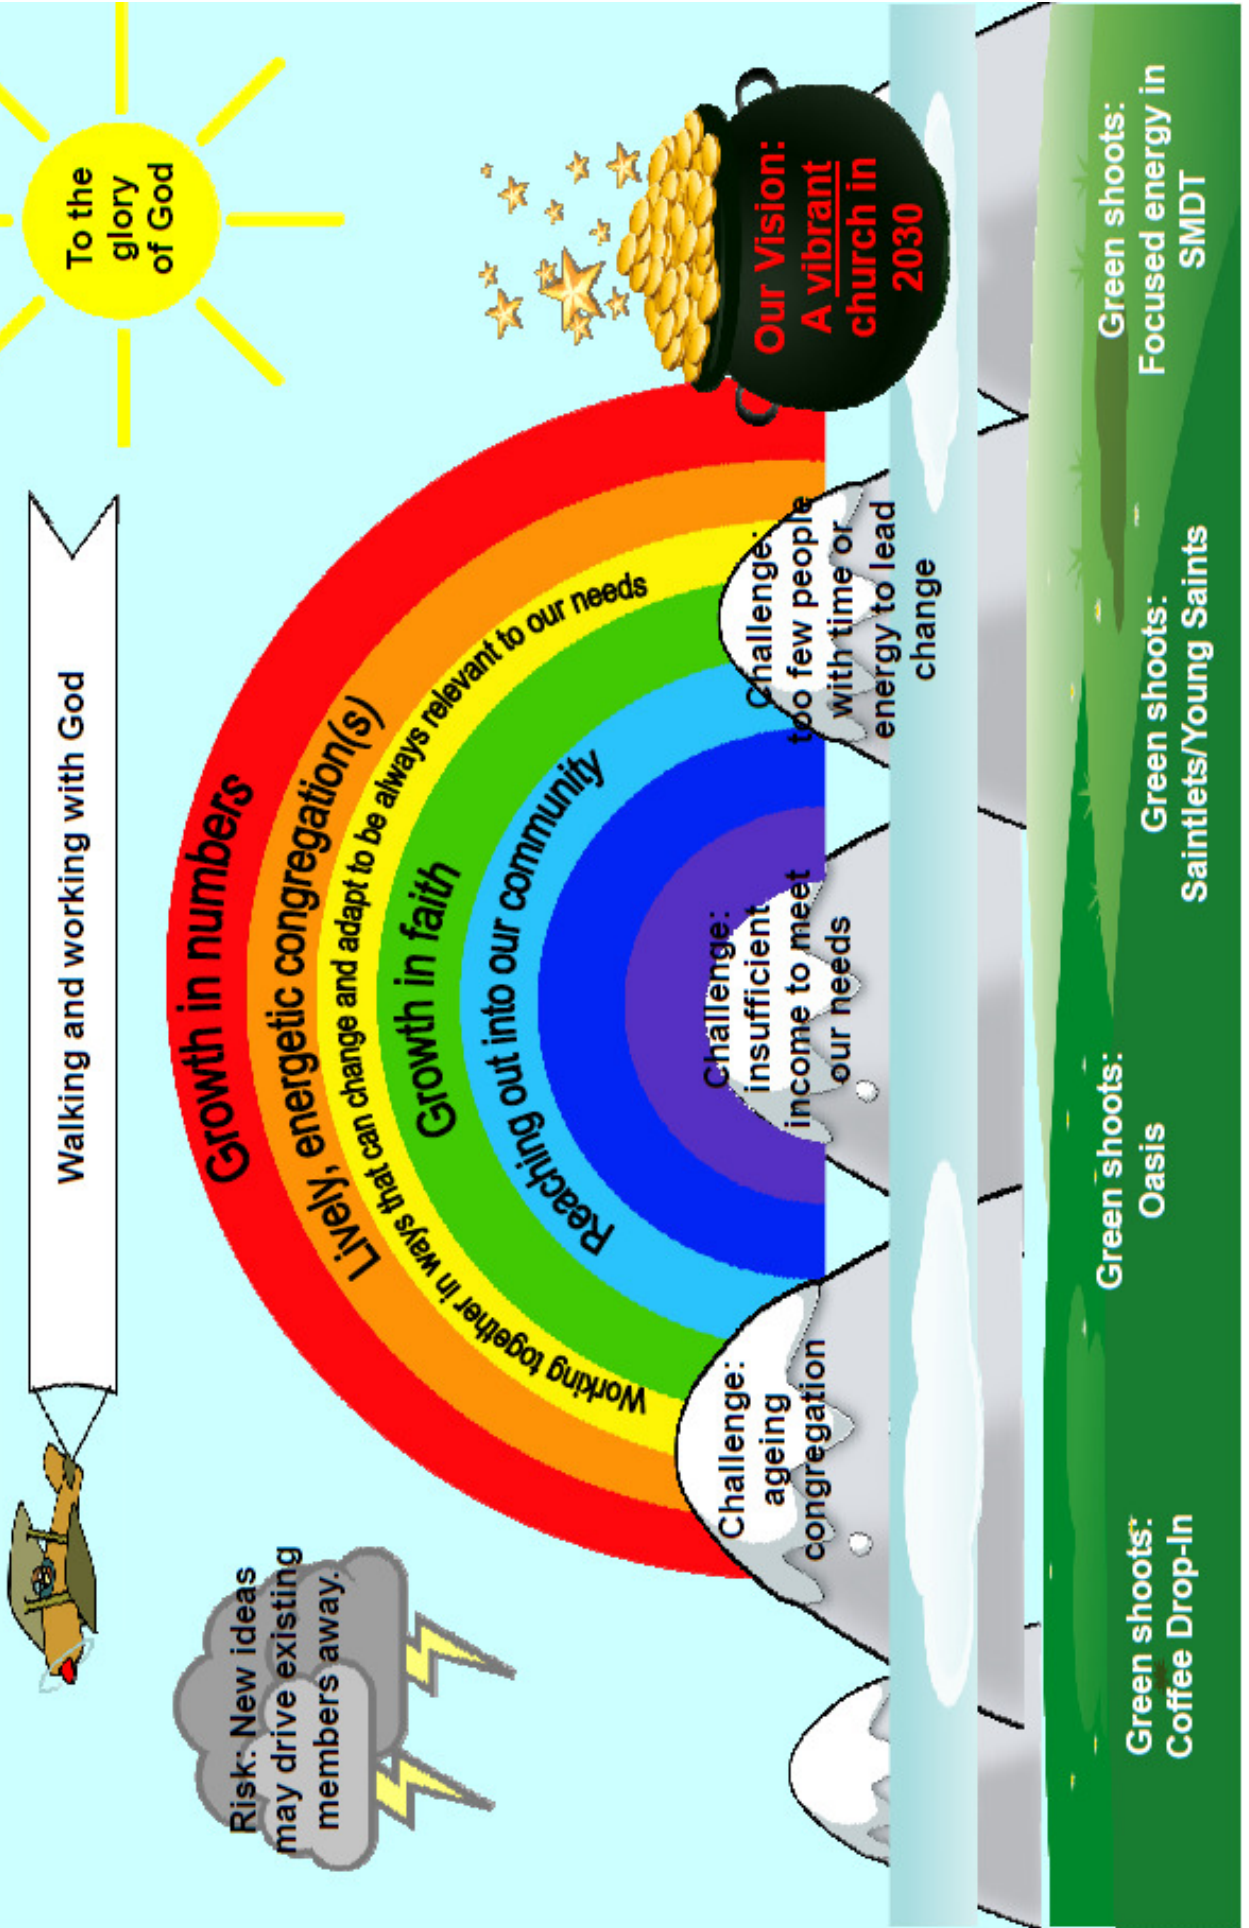 Walking and working with God
To the
glory
of God
Risk: New ideas
may drive existing
members away.
Growth in numbers
Lively, energetic congregation(s)
Working together in ways that can change and adapt to be always relevant to our needs
Growth in faith
Reaching out into our community
Our Vision:
A vibrant
church in
2030
Challenge:
ageing
congregation
Challenge:
insufficient
income to meet
our needs
Challenge:
too few people
with time or
energy to lead
change
Green shoots:
Coffee Drop-In
Green shoots:
Oasis
Green shoots:
Saintlets/Young Saints
Green shoots:
Focused energy in
SMDT